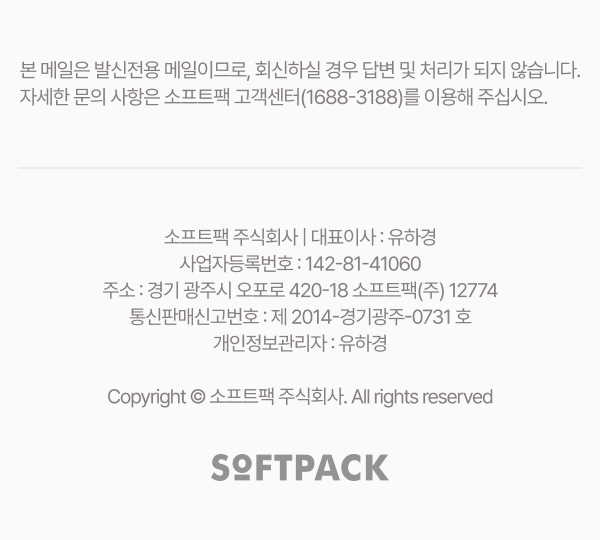 본 메일은 발신전용 메일이므로, 회신하실 경우 답변 및 처리가 되지 않습니다.
자세한 문의 사항은 소프트팩 고객센터(1688-3188)를 이용해 주십시오.
소프트팩 주식회사 | 대표이사 : 유하경
사업자등록번호 : 142-81-41060
주소 : 경기 광주시 오포로 420-18 소프트팩(주) 12774
통신판매신고번호 : 제 2014-경기광주-0731 호
개인정보관리자 : 유하경
Copyright © 소프트팩 주식회사. All rights reserved
SOFTPACK